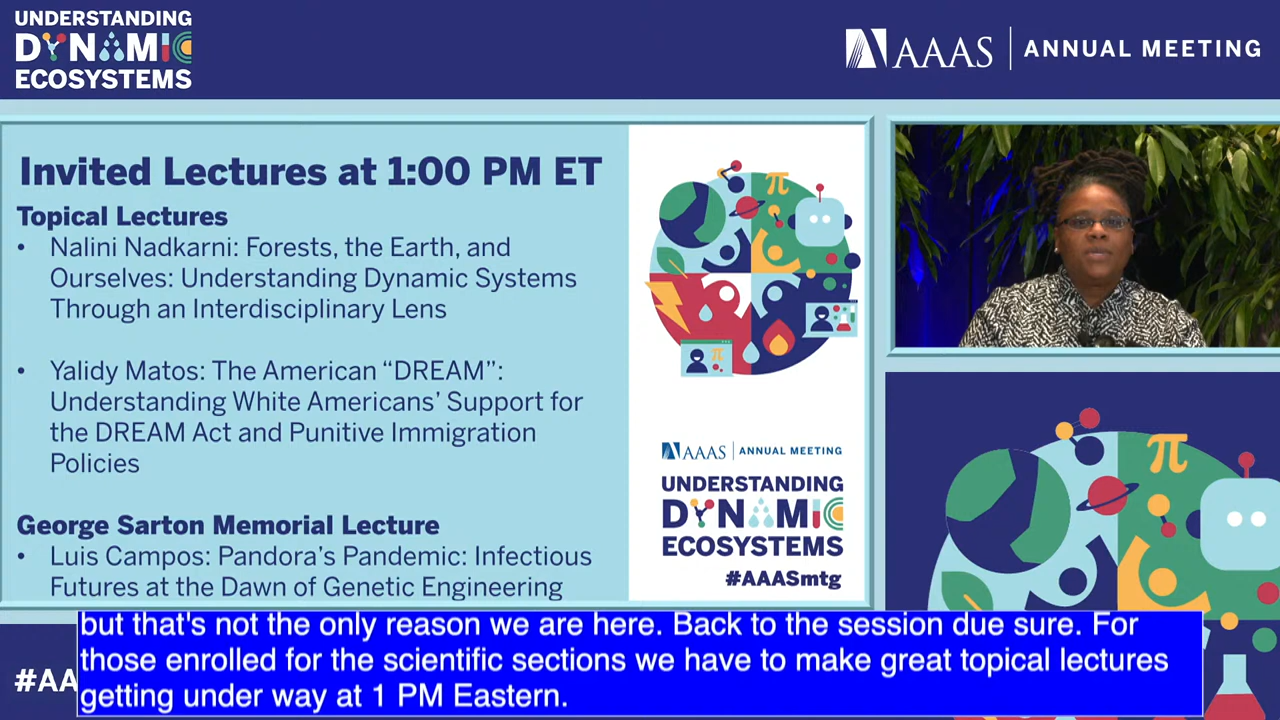 UNDERSTANDING
DYNAMIC
ECOSYSTEMS
AAAS | ANNUAL MEETING
Invited Lectures at 1:00 PM ET
Topical Lectures
• Nalini Nadkarni: Forests, the Earth, and
Ourselves: Understanding Dynamic Systems
Through an Interdisciplinary Lens
• Yalidy Matos: The American “DREAM”:
Understanding White Americans’ Support for
the DREAM Act and Punitive Immigration
Policies
George Sarton Memorial Lecture
• Luis Campos: Pandora’s Pandemic: Infectious
Futures at the Dawn of Genetic Engineering
π
π
AAAS | ANNUAL MEETING
UNDERSTANDING
DYNAMIC
ECOSYSTEMS
#AAASmtg
π
#AA
but that's not the only reason we are here. Back to the session due sure. For
those enrolled for the scientific sections we have to make great topical lectures
getting under way at 1 PM Eastern.